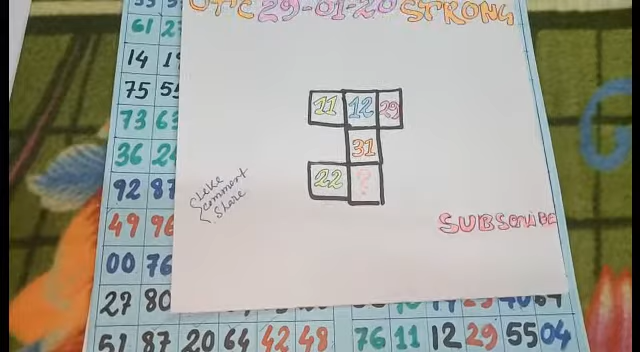 UTC 29-01-20 STRONG
61 27
14 19
75 55
11 12 29
73 63
31
36 24
22 ?
Like
comment
Share
92 87
SUBSCRIBE
49 96
00 76
27 80
51 87 20 64 42 48 76 11 12 29 55 04